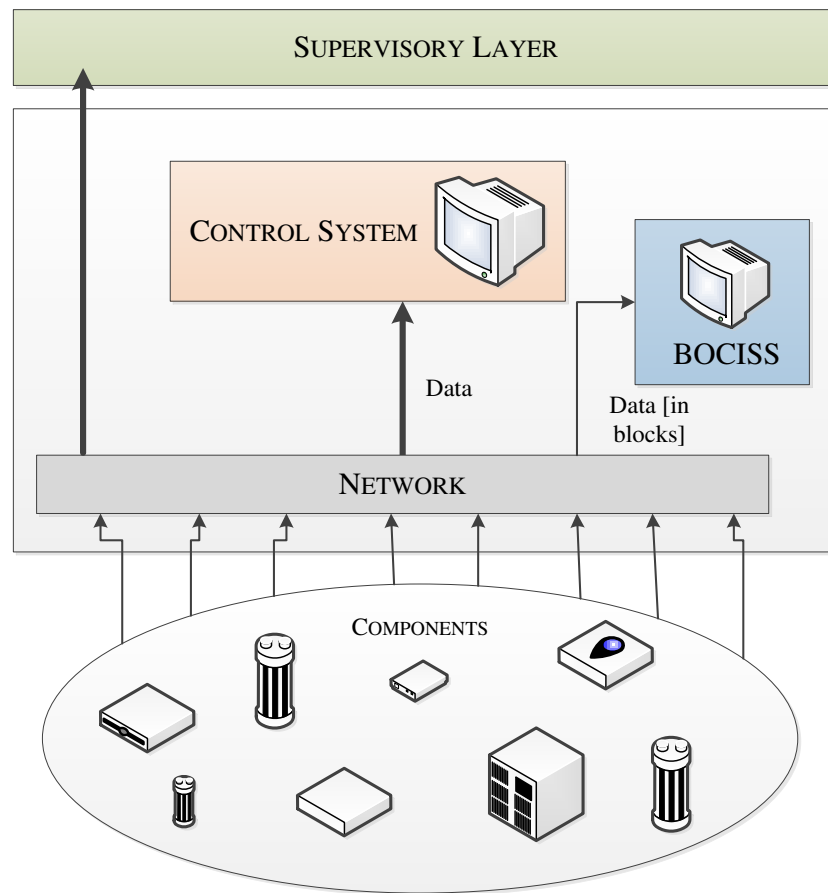 SUPERVISORY LAYER
CONTROL SYSTEM
BOCISS
Data
Data [in
blocks]
NETWORK
COMPONENTS